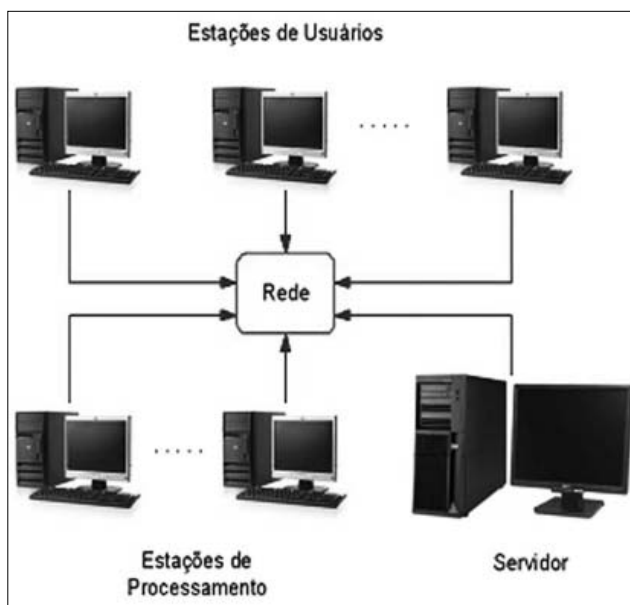 Estações de Usuários
Rede
Estações de
Processamento
Servidor